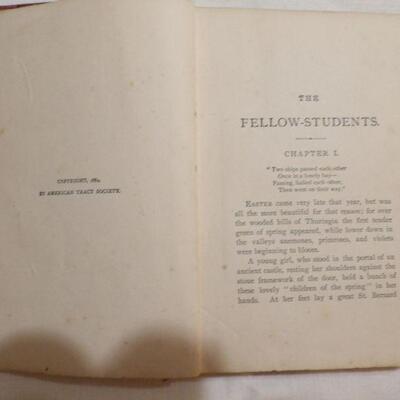 COPYRIGHT,
BY AMERICAN TRACT SOCIETY.
THE
FELLOW-STUDENTS.
CHAPTER I.
"Two ships passed each other
Once in a lonely bay—
Passing, hailed each other,
Then went on their way."
EASTER came very late that year, but was
all the more beautiful for that reason; for over
the wooded hills of Thuringia the first tender
green of spring appeared, while lower down
in the valleys anemones, primroses, and violets
were beginning to bloom.
A young girl, who stood in the portal of an
ancient castle, resting her shoulders against the
stone framework of the door, held a bunch of
these lovely "children of the spring" in her
hands. At her feet lay a great St. Bernard